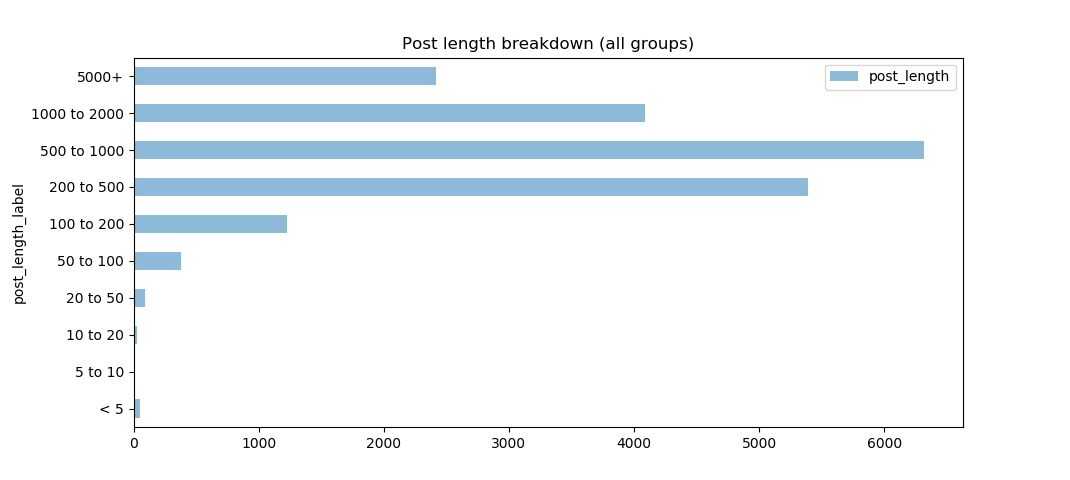 Post length breakdown (all groups)
post_length
post_length_label
5000+
1000 to 2000
500 to 1000
200 to 500
100 to 200
50 to 100
20 to 50
10 to 20
5 to 10
< 5
0 1000 2000 3000 4000 5000 6000